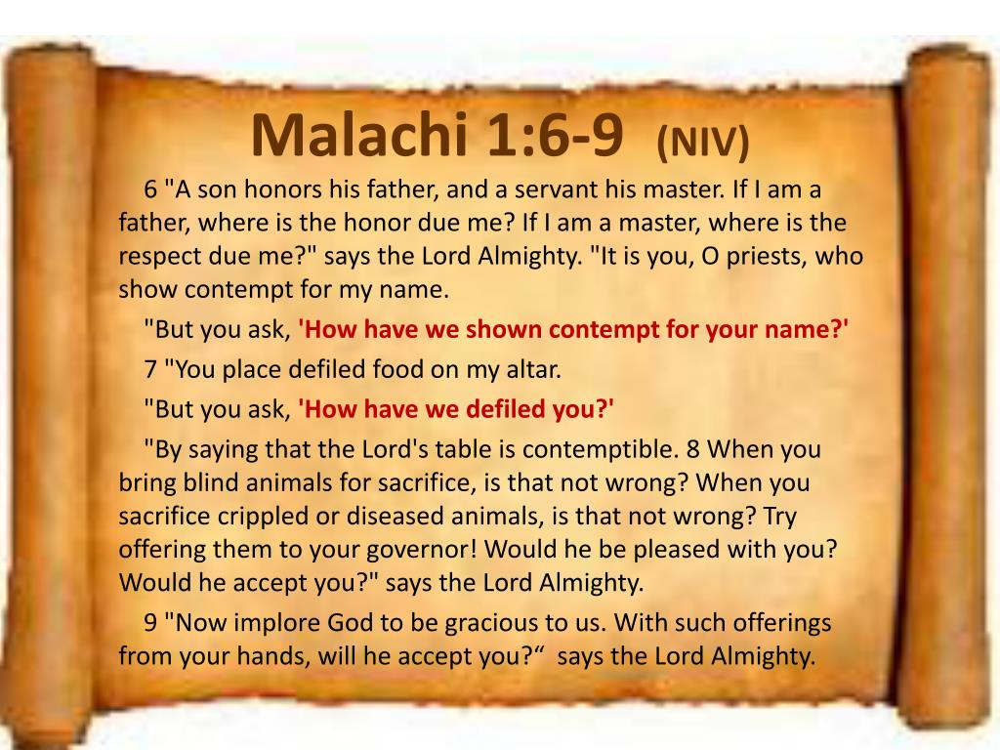 Malachi 1:6-9 (NIV)
6 "A son honors his father, and a servant his master. If I am a
father, where is the honor due me? If I am a master, where is the
respect due me?" says the Lord Almighty. "It is you, O priests, who
show contempt for my name.
"But you ask, 'How have we shown contempt for your name?'
7 "You place defiled food on my altar.
"But you ask, 'How have we defiled you?'
"By saying that the Lord's table is contemptible. 8 When you
bring blind animals for sacrifice, is that not wrong? When you
sacrifice crippled or diseased animals, is that not wrong? Try
offering them to your governor! Would he be pleased with you?
Would he accept you?" says the Lord Almighty.
9 "Now implore God to be gracious to us. With such offerings
from your hands, will he accept you?“ says the Lord Almighty.